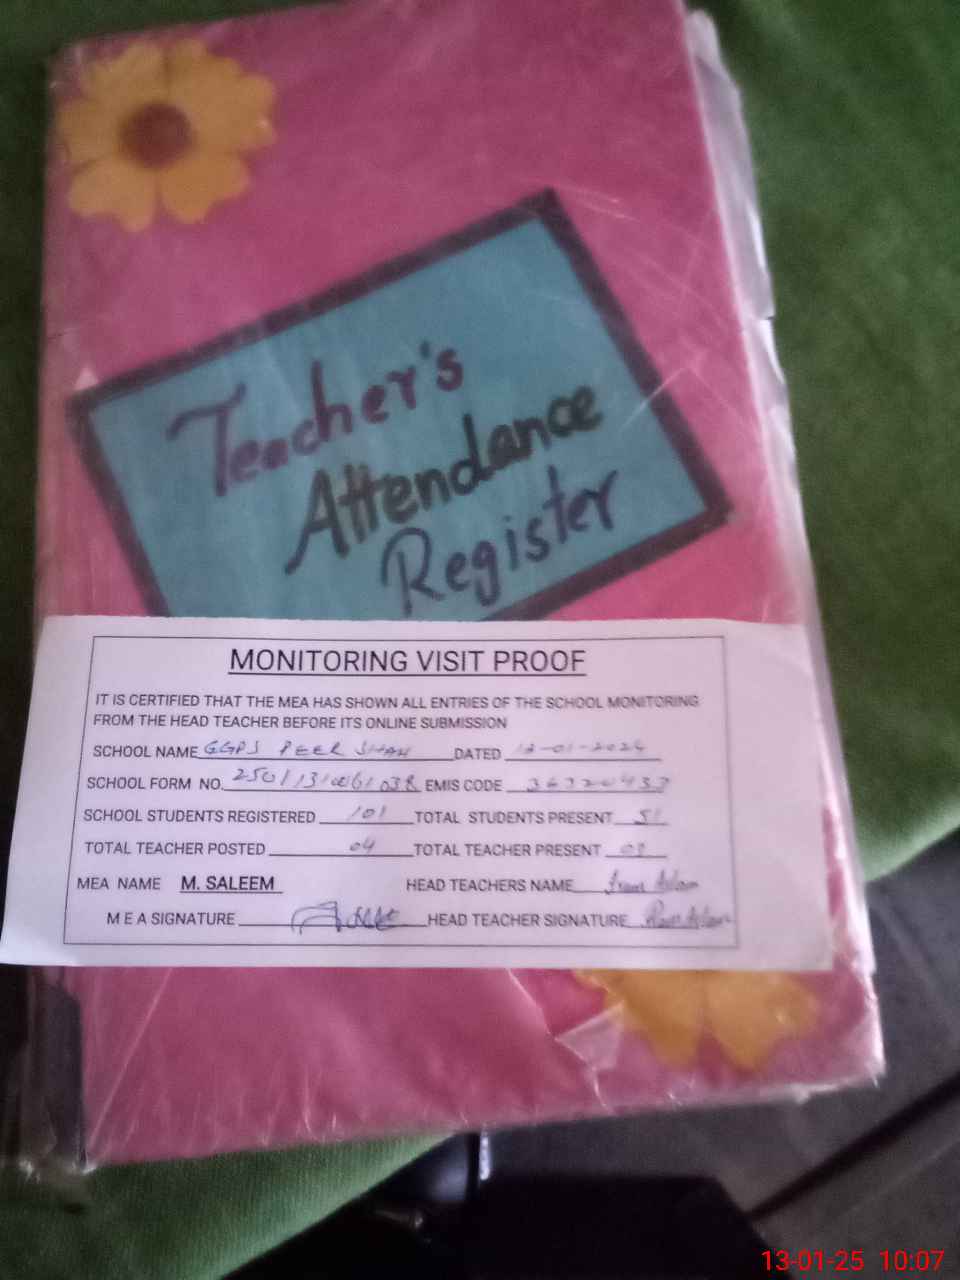 Teacher's
Attendance
Register
MONITORING VISIT PROOF
IT IS CERTIFIED THAT THE MEA HAS SHOWN ALL ENTRIES OF THE SCHOOL MONITORING
FROM THE HEAD TEACHER BEFORE ITS ONLINE SUBMISSION
SCHOOL NAME GGPS PEER SHAH DATED
SCHOOL FORM NO. EMIS CODE
SCHOOL STUDENTS REGISTERED 101 TOTAL STUDENTS PRESENT 51
TOTAL TEACHER POSTED 04 TOTAL TEACHER PRESENT
MEA NAME M. SALEEM HEAD TEACHERS NAME Aslam
M E A SIGNATURE HEAD TEACHER SIGNATURE
13-01-25 10:07